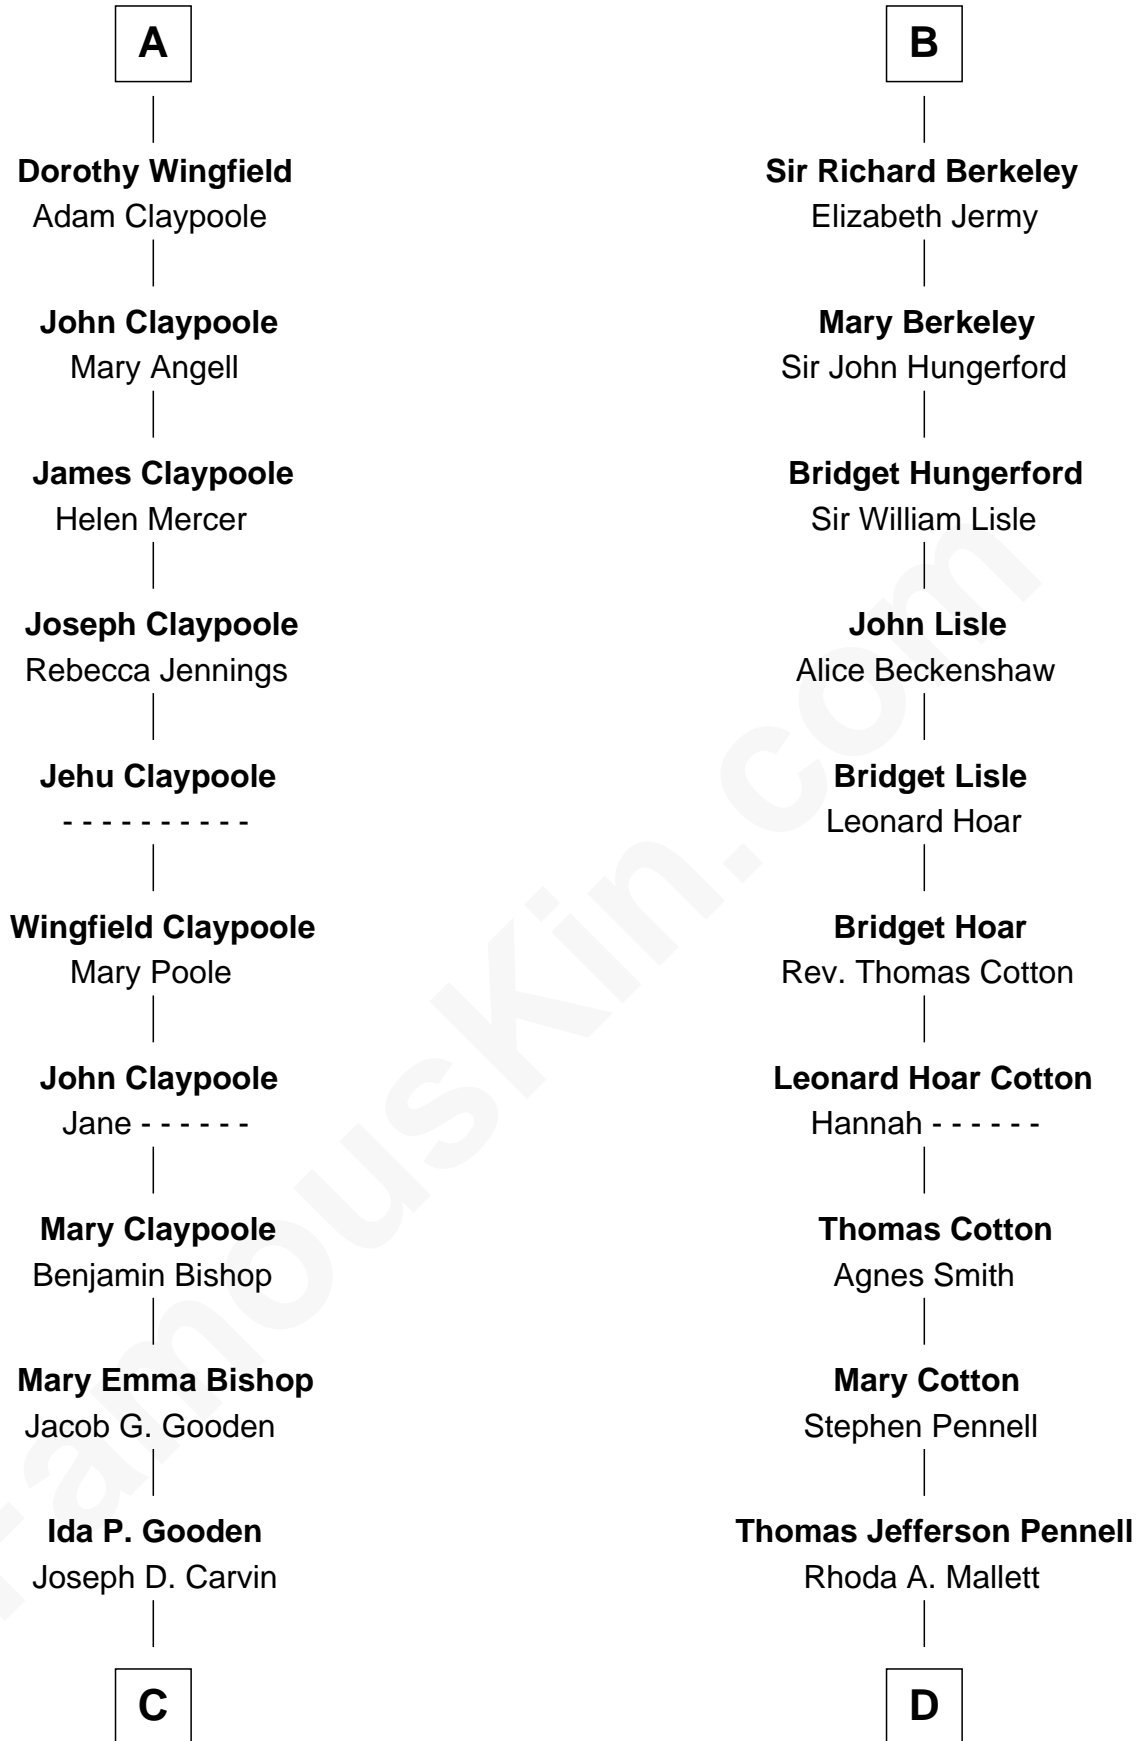 A
Dorothy Wingfield
Adam Claypoole
John Claypoole
Mary Angell
James Claypoole
Helen Mercer
Joseph Claypoole
Rebecca Jennings
Jehu Claypoole
- - - - - - - - - -
Wingfield Claypoole
Mary Poole
John Claypoole
Jane - - - - - -
Mary Claypoole
Benjamin Bishop
Mary Emma Bishop
Jacob G. Gooden
Ida P. Gooden
Joseph D. Carvin
C
B
Sir Richard Berkeley
Elizabeth Jermy
Mary Berkeley
Sir John Hungerford
Bridget Hungerford
Sir William Lisle
John Lisle
Alice Beckenshaw
Bridget Lisle
Leonard Hoar
Bridget Hoar
Rev. Thomas Cotton
Leonard Hoar Cotton
Hannah - - - - - -
Thomas Cotton
Agnes Smith
Mary Cotton
Stephen Pennell
Thomas Jefferson Pennell
Rhoda A. Mallett
D
FamousKin.com